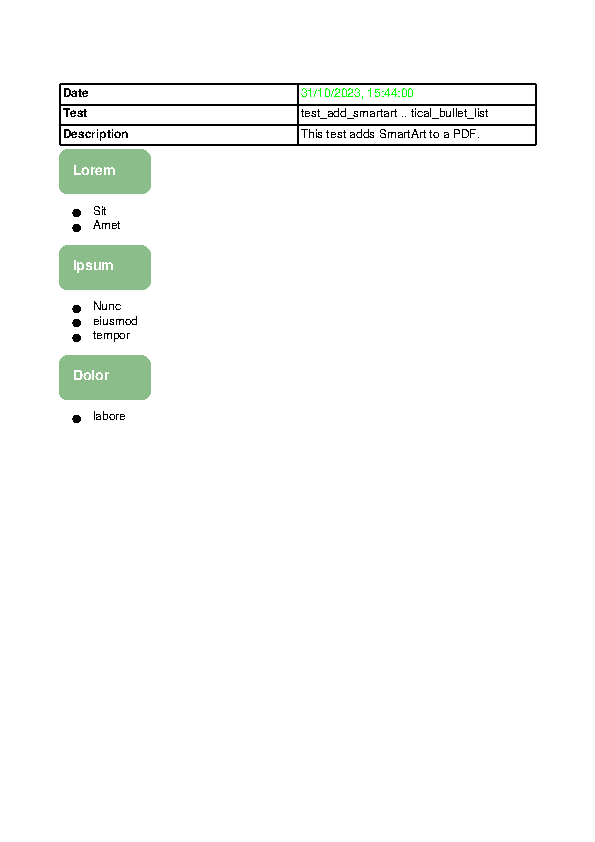 Date 31/10/2023, 15:44:00
Test test_add_smartart .. tical_bullet_list
Description This test adds SmartArt to a PDF.
Lorem
● Sit
● Amet
Ipsum
● Nunc
● eiusmod
● tempor
Dolor
● labore